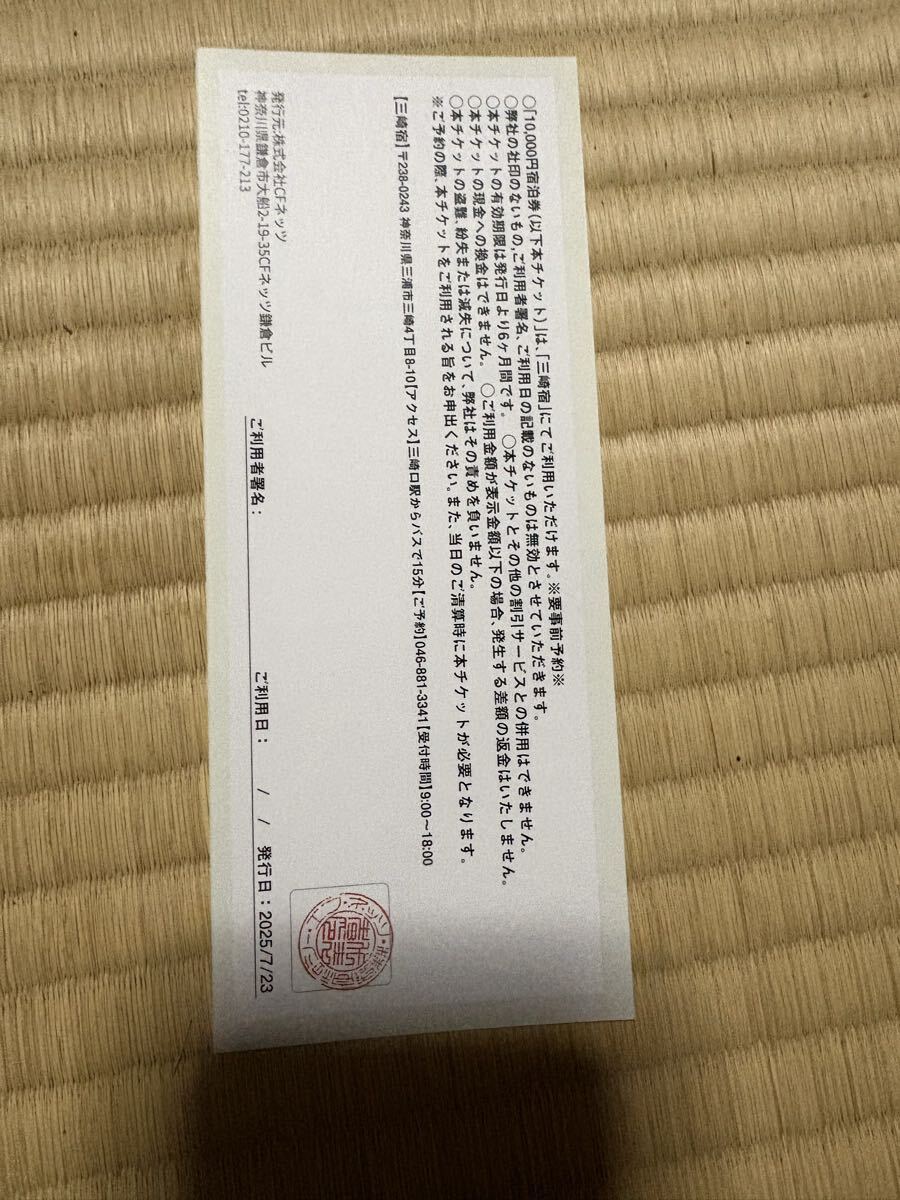 ○「10,000円宿泊券(以下本チケット)」は、「三崎宿」にてご利用いただけます。※要事前予約※
○弊社の社印のないもの,ご利用者署名、ご利用日の記載のないものは無効とさせていただきます。
○本チケットの有効期限は発行日より6ヶ月間です。 ○本チケットとその他の割引サービスとの併用はできません。
○本チケットの現金への換金はできません。 ○ご利用金額が表示金額以下の場合、発生する差額の返金はいたしません。
○本チケットの盗難、紛失または滅失について、弊社はその責めを負いません。
※ご予約の際、本チケットをご利用される旨をお申出ください。また、当日のご清算時に本チケットが必要となります。
【三崎宿】〒238-0243 神奈川県三浦市三崎4丁目8-10【アクセス】三崎口駅からバスで15分【ご予約】046-881-3341【受付時間】9:00~18:00
発行元:株式会社CFネッツ
神奈川県鎌倉市大船2-19-35CFネッツ鎌倉ビル
tel:0210-177-213
ご利用者署名: ご利用日: / / 発行日:2025/7/23